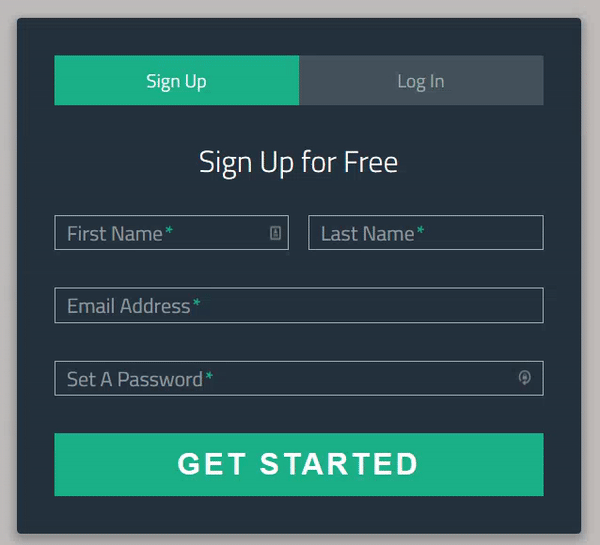 Sign Up Log In
Sign Up for Free
First Name* Last Name*
Email Address*
Set A Password*
GET STARTED